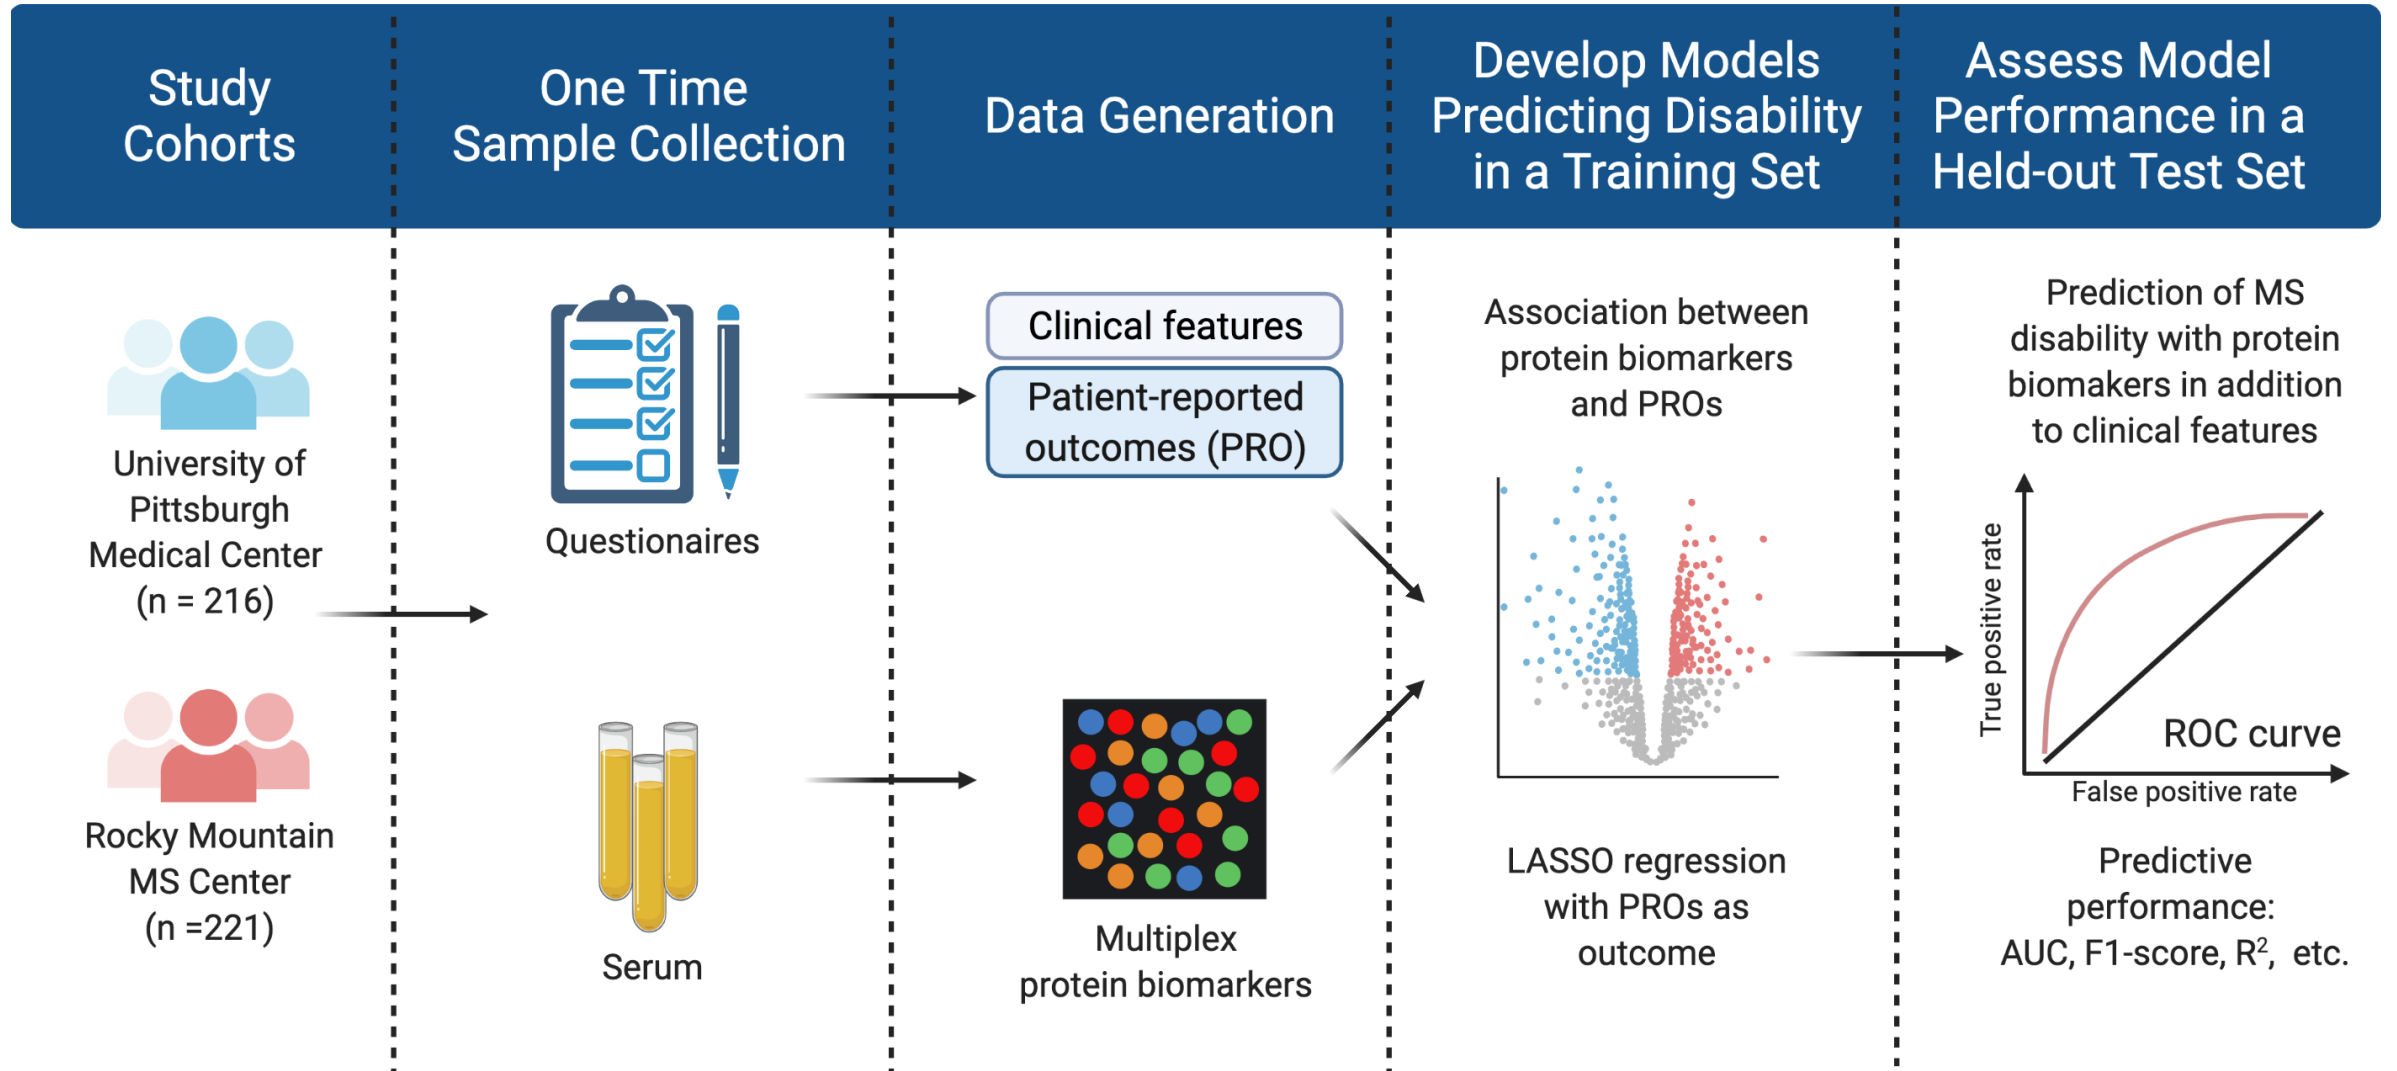 Study
Cohorts
One Time
Sample Collection
Data Generation
Develop Models
Predicting Disability
in a Training Set
Assess Model
Performance in a
Held-out Test Set
University of
Pittsburgh
Medical Center
(n = 216)
Rocky Mountain
MS Center
(n =221)
Questionaires
Serum
Clinical features
Patient-reported
outcomes (PRO)
Multiplex
protein biomarkers
Association between
protein biomarkers
and PROs
LASSO regression
with PROs as
outcome
Prediction of MS
disability with protein
biomakers in addition
to clinical features
True positive rate
ROC curve
False positive rate
Predictive
performance:
AUC, F1-score, R², etc.